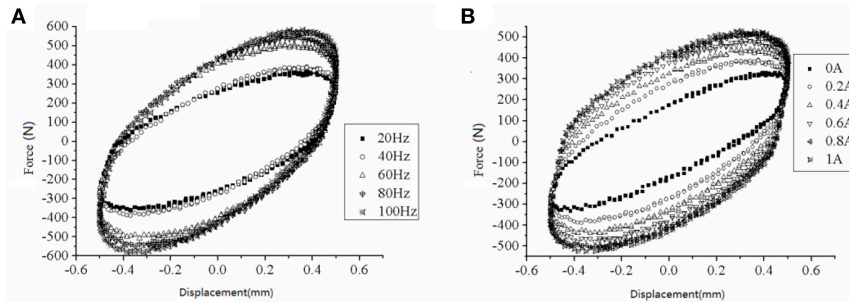 A
600
500
400
300
200
100
0
-100
-200
-300
-400
-500
-600
Force (N)
-0.6
-0.4
-0.2
0.0
0.2
0.4
0.6
Displacement(mm)
20Hz
40Hz
60Hz
80Hz
100Hz
B
500
400
300
200
100
0
-100
-200
-300
-400
-500
Force (N)
-0.6
-0.4
-0.2
0.0
0.2
0.4
0.6
Displacement(mm)
0A
0.2A
0.4A
0.6A
0.8A
1A